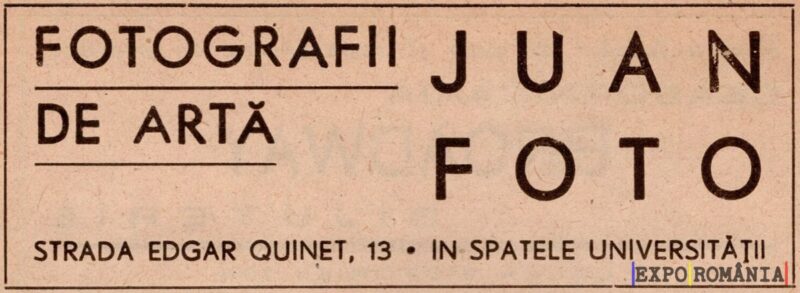 FOTOGRAFII
DE ARTĂ
JUAN
FOTO
STRADA EDGAR QUINET, 13 • IN SPATELE UNIVERSITĂȚII
EXPO ROMÂNIA